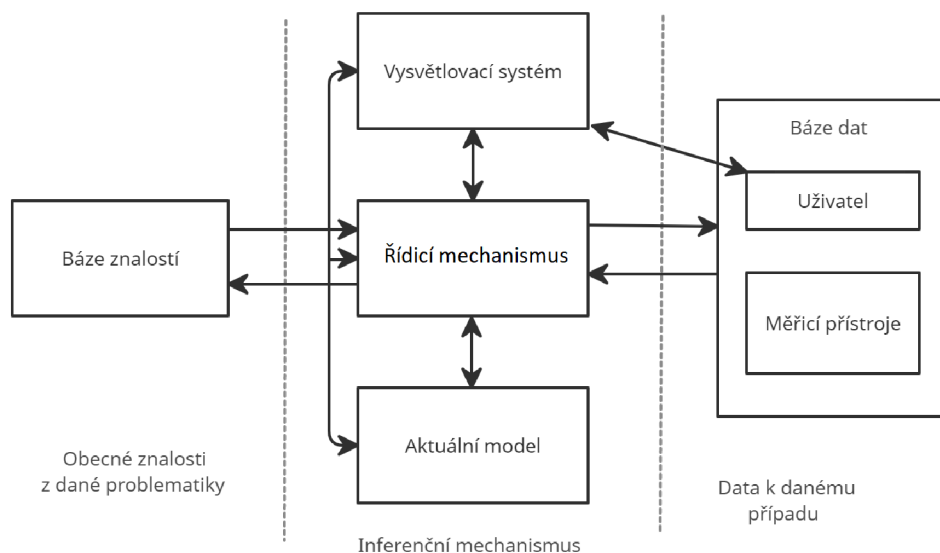 Vysvětlovací systém
Báze dat
Uživatel
Báze znalostí
Řídicí mechanismus
Měřicí přístroje
Aktuální model
Obecné znalosti
z dané problematiky
Data k danému
případu
Inferenční mechanismus